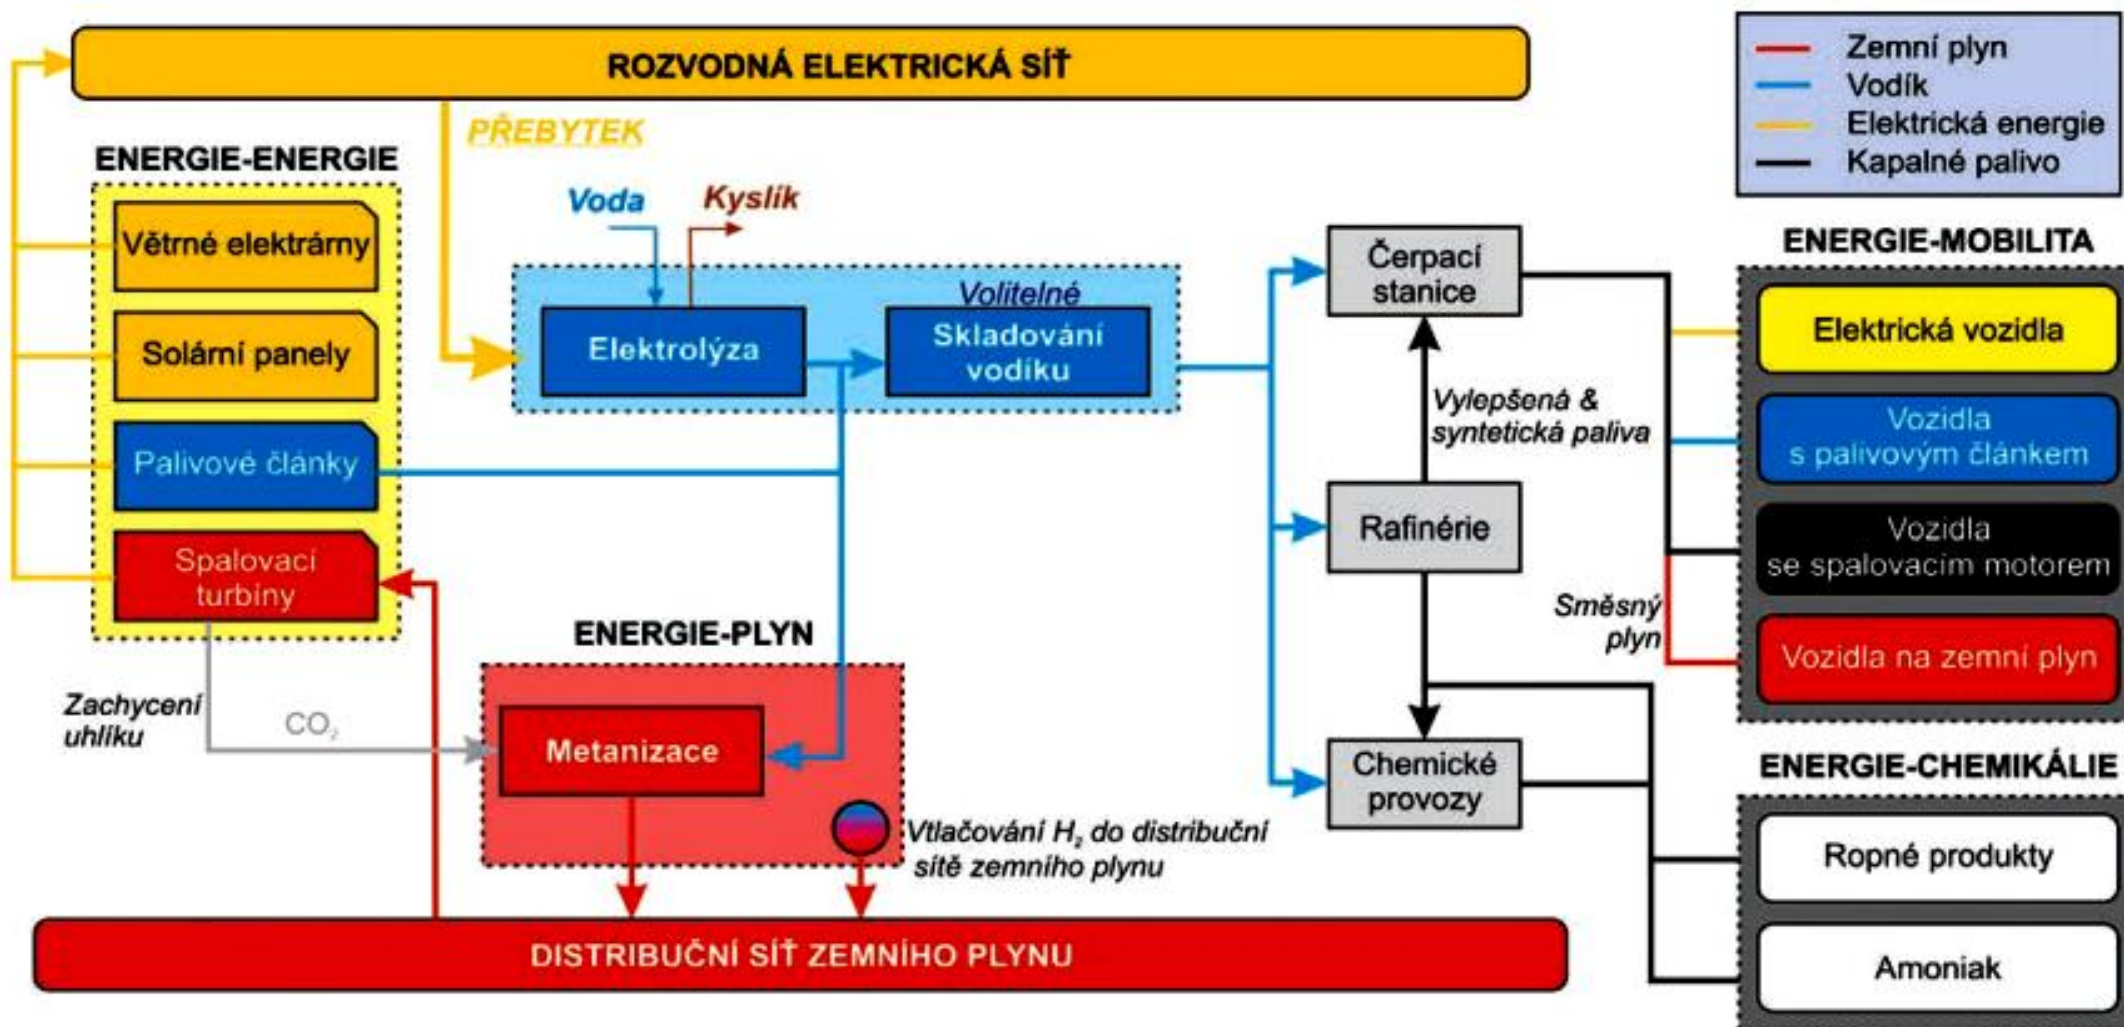 ROZVODNÁ ELEKTRICKÁ SÍŤ
PŘEBYTEK
ENERGIE-ENERGIE
Větrné elektrárny
Solární panely
Palivové články
Spalovací
turbíny
Zachycení
uhlíku
CO₂
Voda
Kyslík
Volitelné
Elektrolýza
Skladování
vodíku
ENERGIE-PLYN
Metanizace
Vtlačování H₂ do distribuční
sítě zemního plynu
DISTRIBUČNÍ SÍŤ ZEMNÍHO PLYNU
Čerpací
stanice
Vylepšená &
syntetická paliva
Rafinérie
Chemické
provozy
Směsný
plyn
Zemní plyn
Vodík
Elektrická energie
Kapalné palivo
ENERGIE-MOBILITA
Elektrická vozidla
Vozidla
s palivovým článkem
Vozidla
se spalovacím motorem
Vozidla na zemní plyn
ENERGIE-CHEMIKÁLIE
Ropné produkty
Amoniak